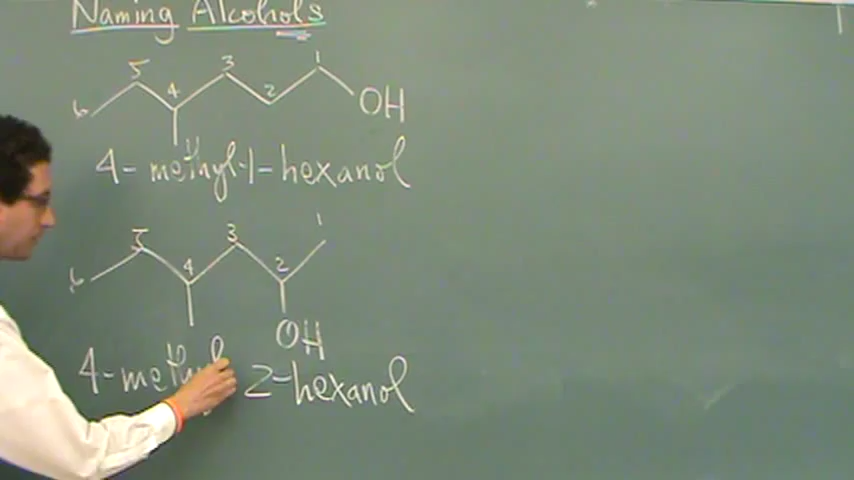 Naming Alcohols
6 5 4 3 2 1
OH
4-methyl-1-hexanol
6 5 4 3 2 1
OH
4-methyl 2-hexanol